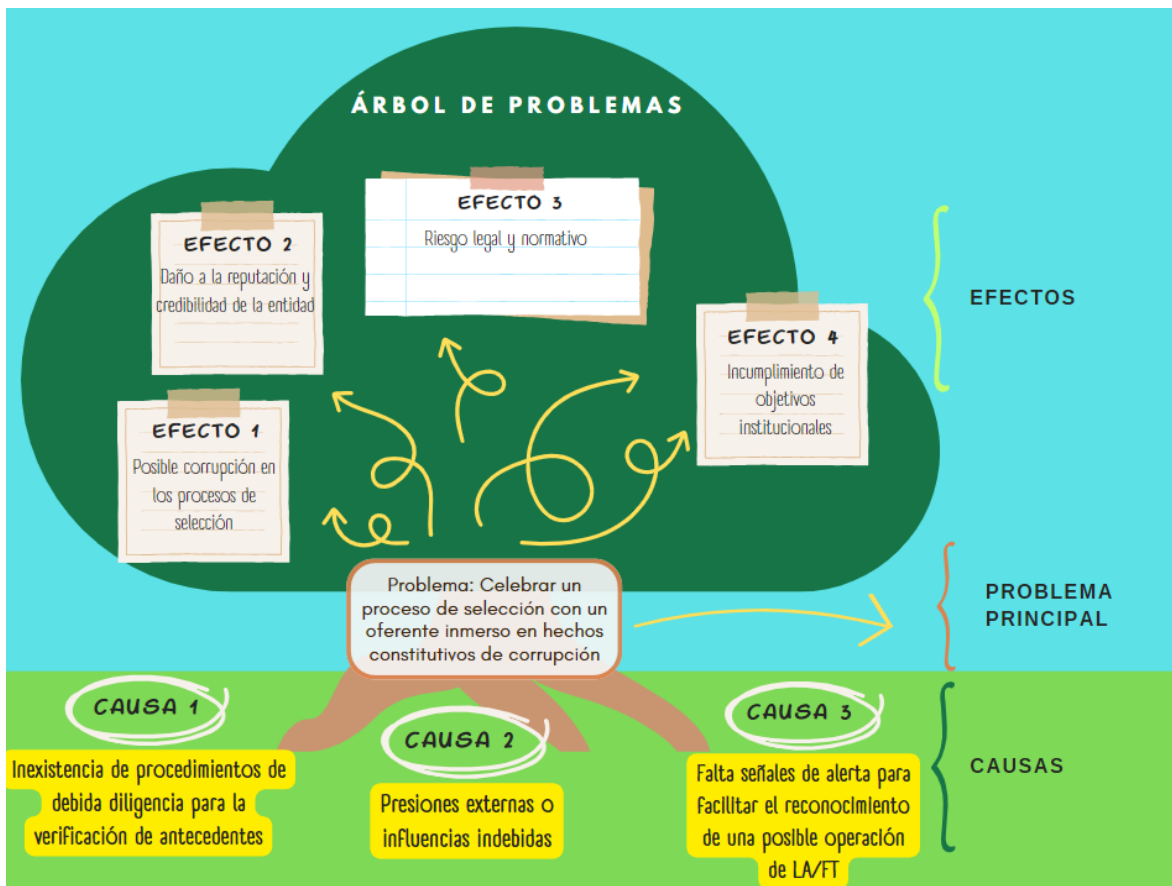 ÁRBOL DE PROBLEMAS
EFECTO 3
Riesgo legal y normativo
EFECTO 2
Daño a la reputación y
credibilidad de la entidad
EFECTO 4
Incumplimiento de
objetivos
institucionales
EFECTO 1
Posible corrupción en
los procesos de
selección
EFECTOS
Problema: Celebrar un
proceso de selección con un
oferente inmerso en hechos
constitutivos de corrupción
PROBLEMA
PRINCIPAL
CAUSA 1
Inexistencia de procedimientos de
debida diligencia para la
verificación de antecedentes
CAUSA 2
Presiones externas o
influencias indebidas
CAUSA 3
Falta señales de alerta para
facilitar el reconocimiento
de una posible operación
de LA/FT
CAUSAS